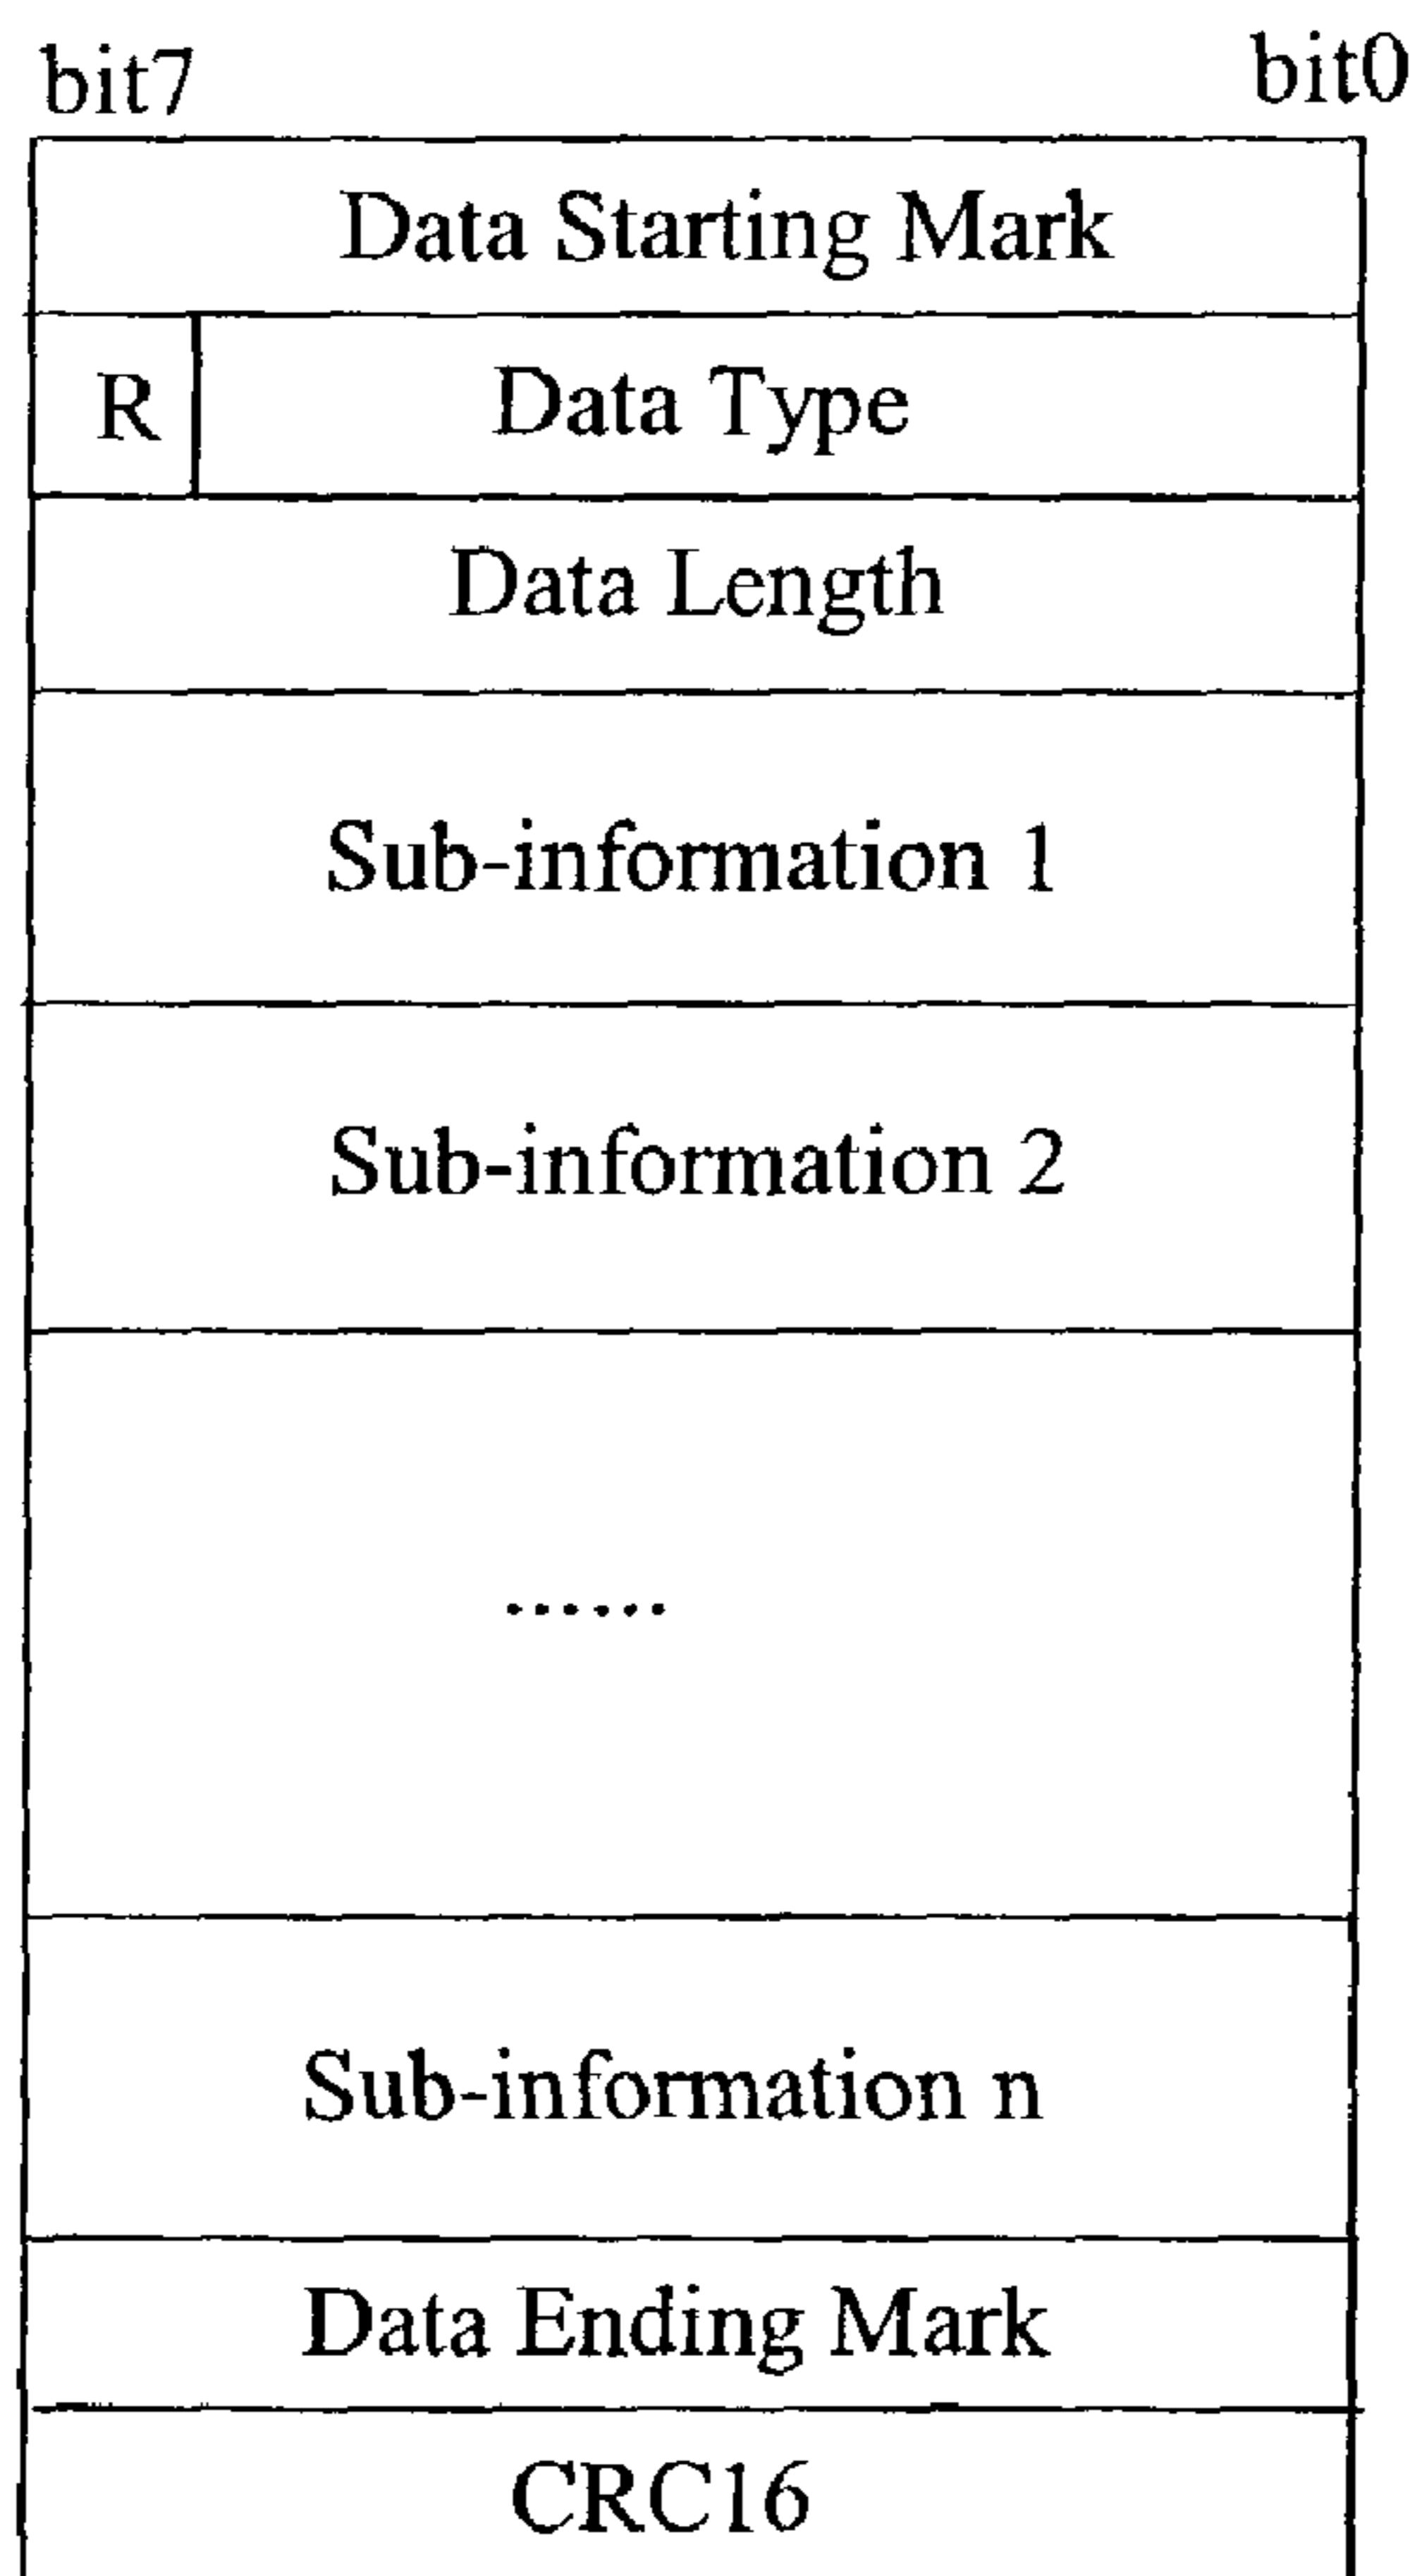 bit7 bit0
Data Starting Mark
R Data Type
Data Length
Sub-information 1
Sub-information 2
......
Sub-information n
Data Ending Mark
CRC16